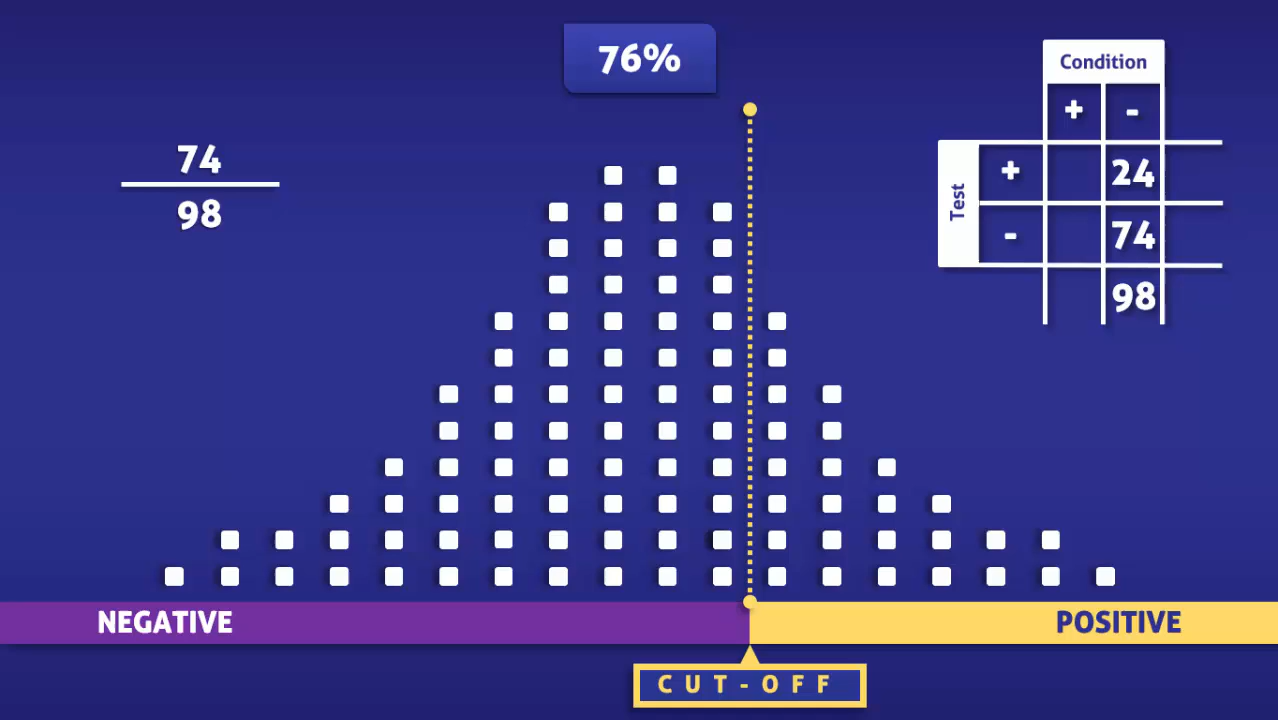 76%
74
98
Condition
+ -
Test
+ 24
- 74
98
NEGATIVE
POSITIVE
CUT-OFF